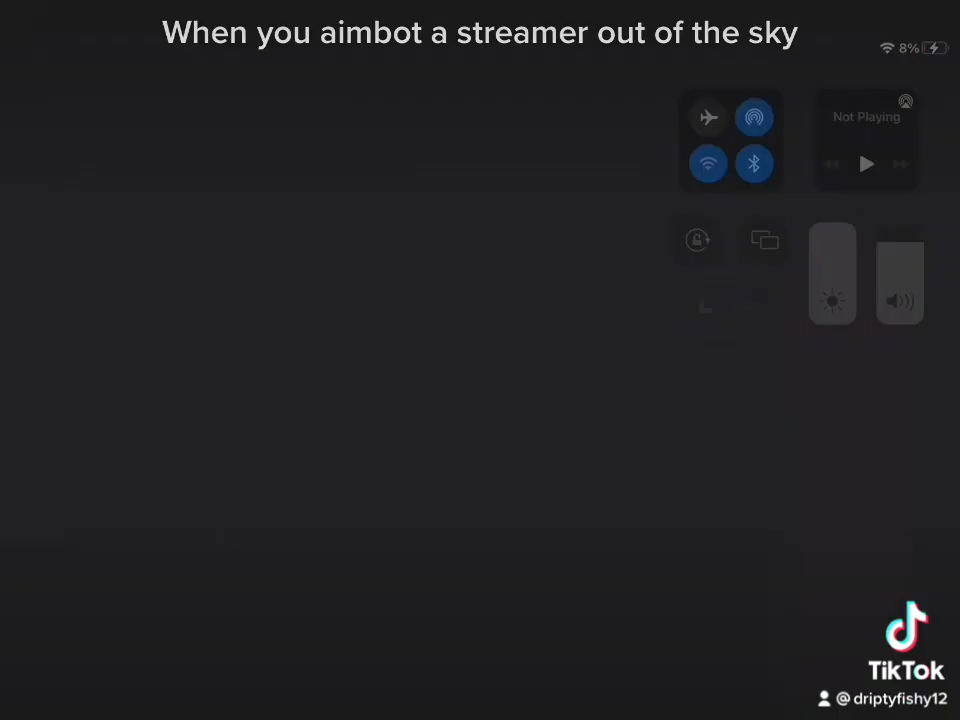 When you aimbot a streamer out of the sky
8%
Not Playing
TikTok
@driptyfishy12